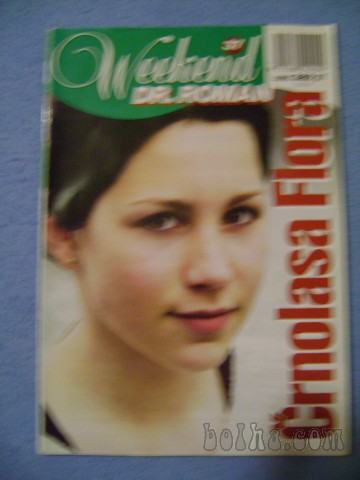 Weekend
DR. ROMAN
Črnolasa Flora
bolha.com